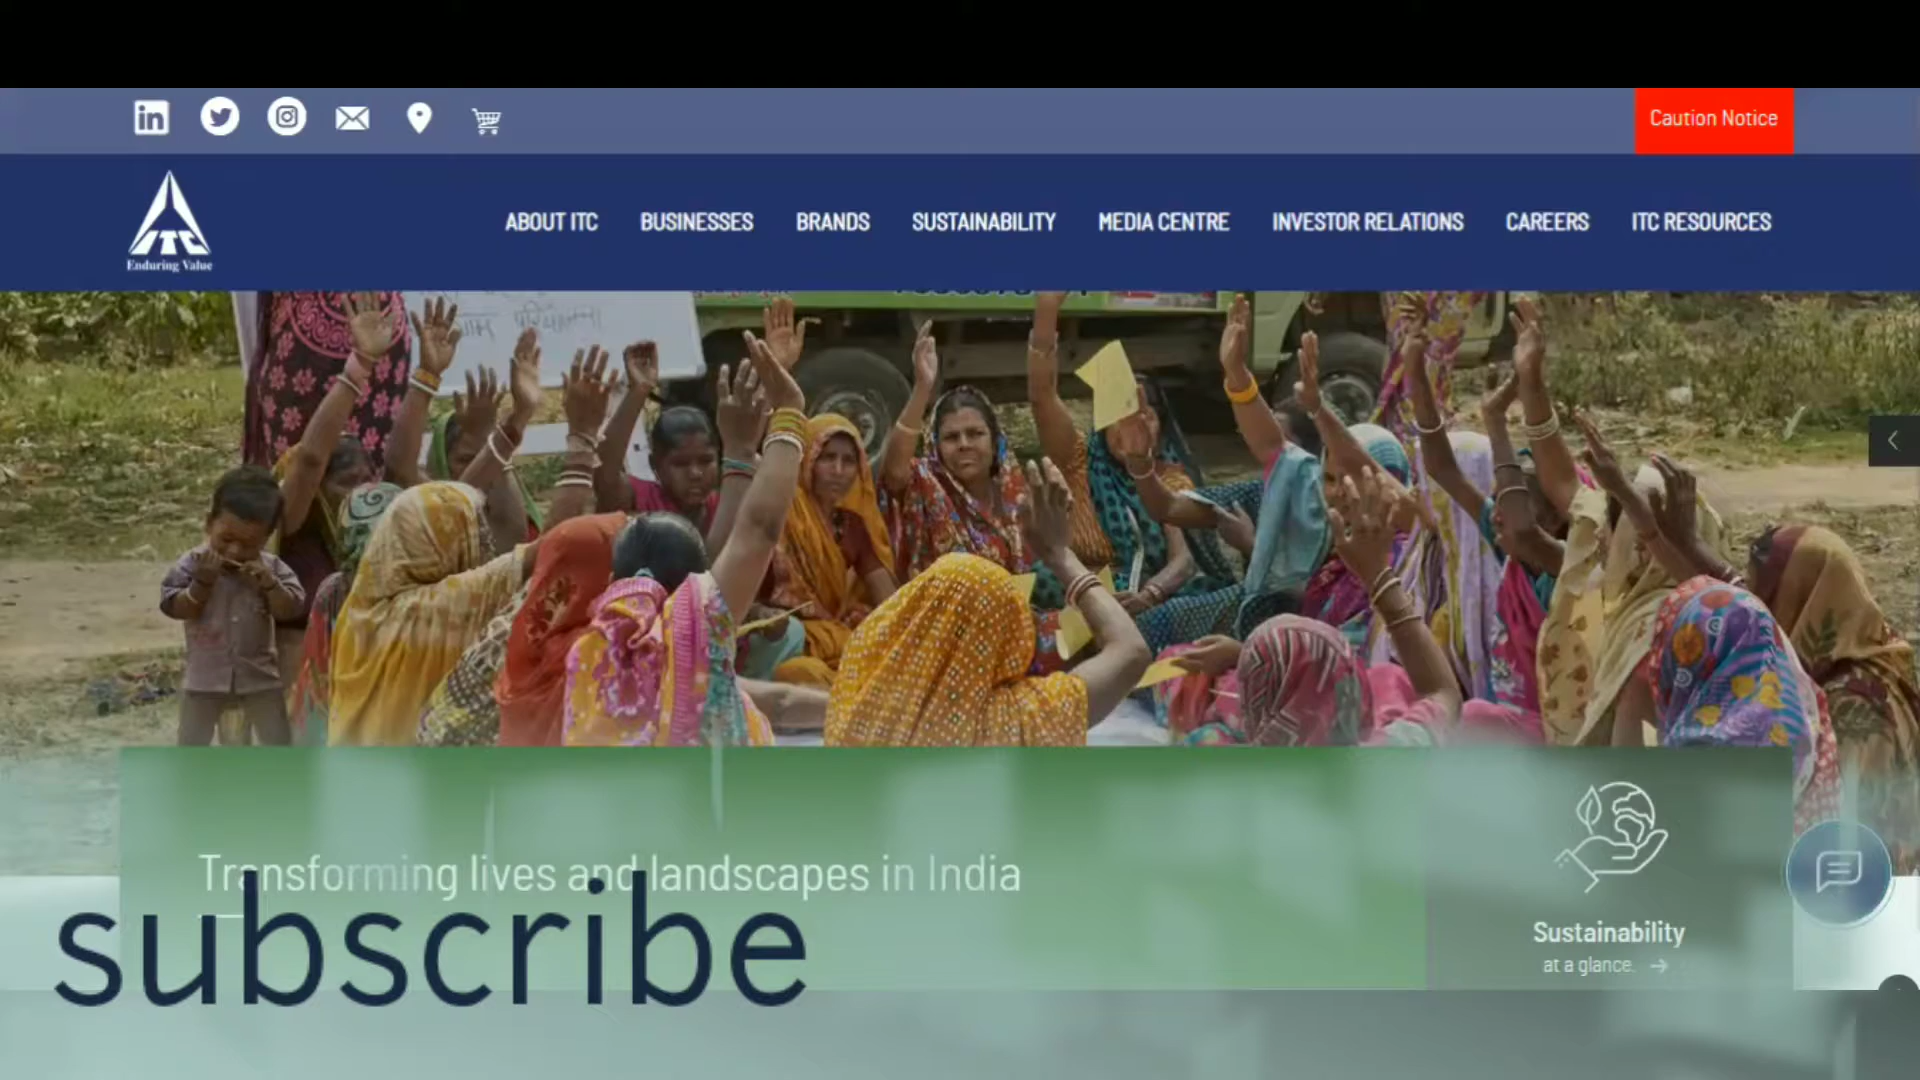 Caution Notice
ITC
Enduring Value
ABOUT ITC BUSINESSES BRANDS SUSTAINABILITY MEDIA CENTRE INVESTOR RELATIONS CAREERS ITC RESOURCES
Transforming lives and landscapes in India
subscribe
Sustainability
at a glance.